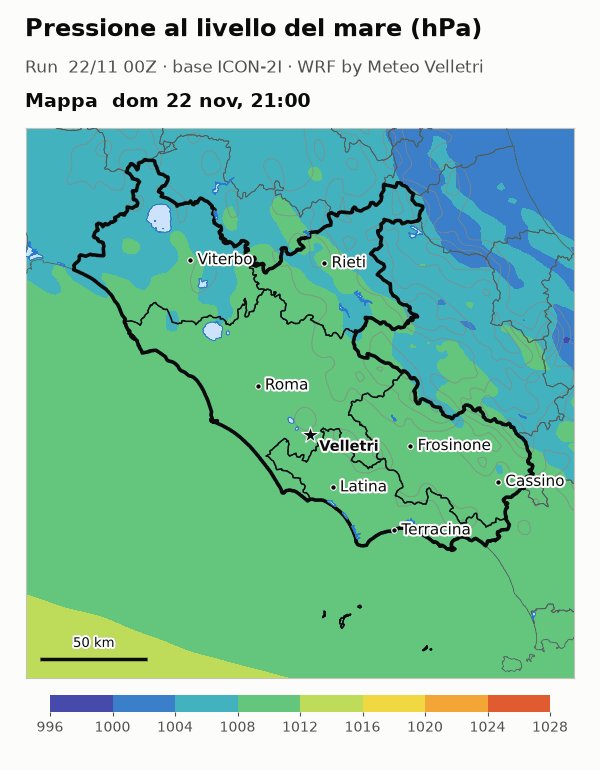 Pressione al livello del mare (hPa)
Run  22/11 00Z · base ICON-2I · WRF by Meteo Velletri
Mappa  dom 22 nov, 21:00
Viterbo
Rieti
Roma
Velletri
Frosinone
Latina
Cassino
Terracina
50 km
996 1000 1004 1008 1012 1016 1020 1024 1028